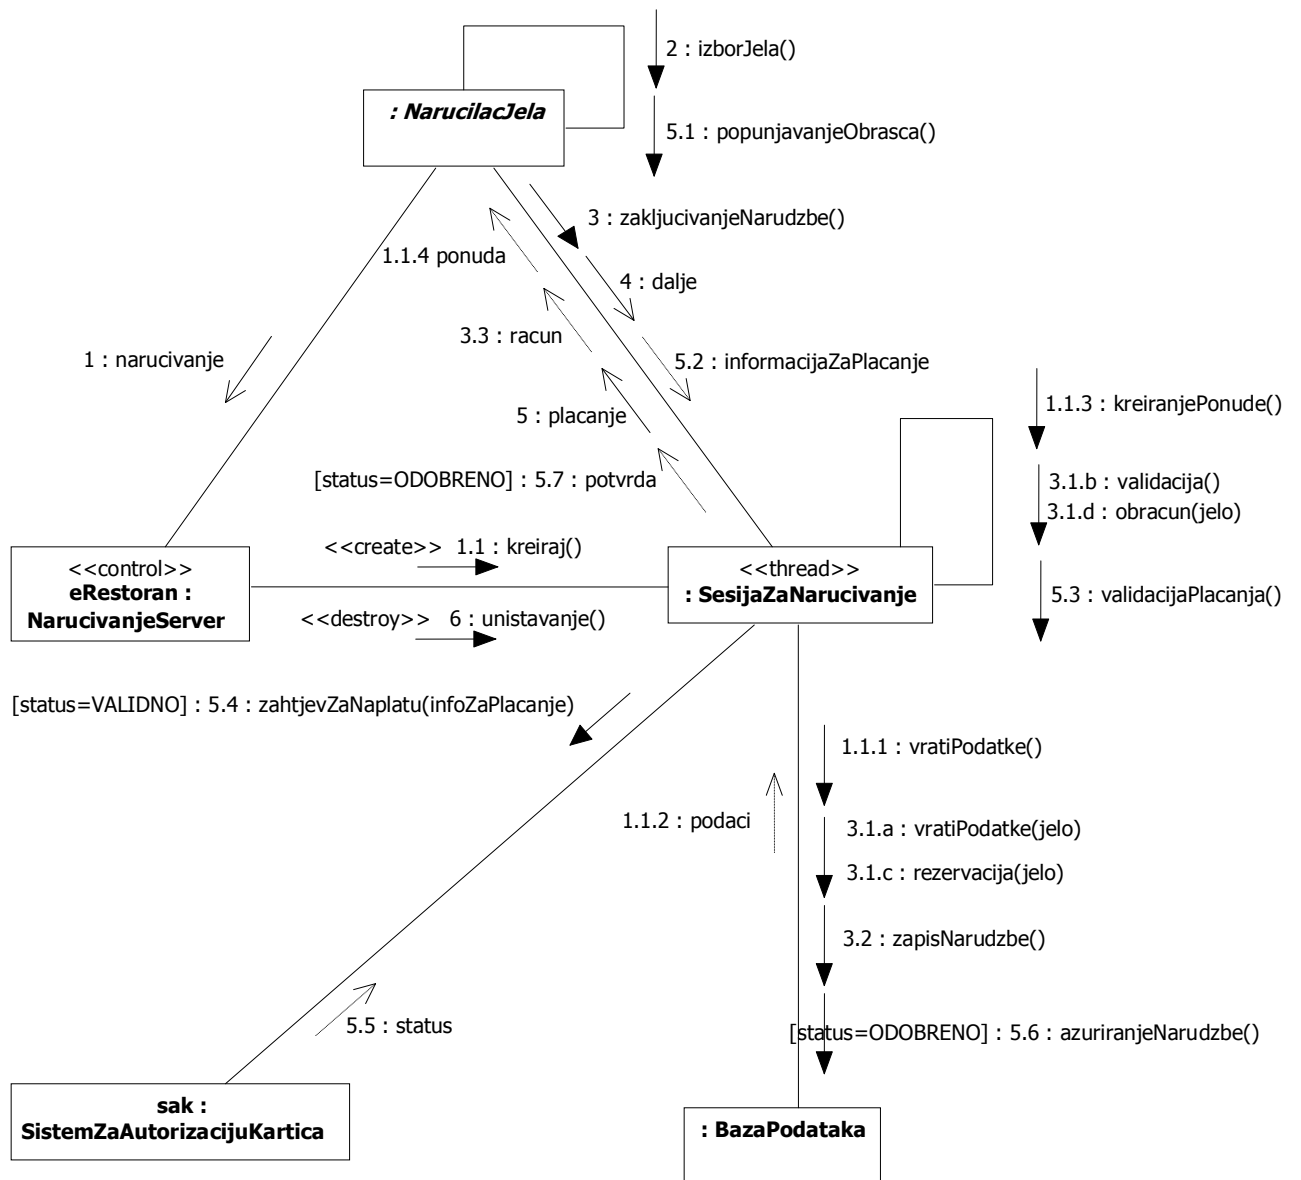 2 : izborJela()
: NarucilacJela
5.1 : popunjavanjeObrasca()
3 : zakljucivanjeNarudzbe()
1.1.4 ponuda
4 : dalje
3.3 : racun
1 : narucivanje
5.2 : informacijaZaPlacanje
1.1.3 : kreiranjePonude()
5 : placanje
[status=ODOBRENO] : 5.7 : potvrda
3.1.b : validacija()
3.1.d : obracun(jelo)
<<create>> 1.1 : kreiraj()
<<control>>
eRestoran :
NarucivanjeServer
<<thread>>
: SesijaZaNarucivanje
5.3 : validacijaPlacanja()
<<destroy>> 6 : unistavanje()
[status=VALIDNO] : 5.4 : zahtjevZaNaplatu(infoZaPlacanje)
1.1.1 : vratiPodatke()
1.1.2 : podaci
3.1.a : vratiPodatke(jelo)
3.1.c : rezervacija(jelo)
3.2 : zapisNarudzbe()
5.5 : status
[status=ODOBRENO] : 5.6 : azuriranjeNarudzbe()
sak :
SistemZaAutorizacijuKartica
: BazaPodataka